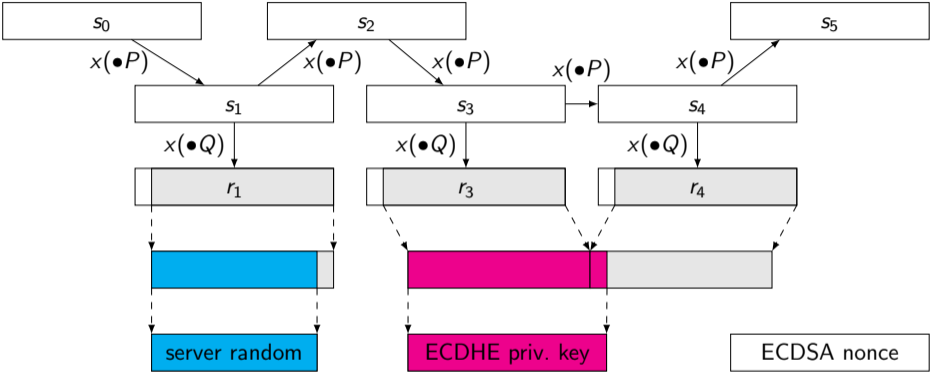 s₀
s₂
s₅
x(•P)
x(•P)
x(•P)
x(•P)
x(•P)
s₁
s₃
s₄
x(•Q)
x(•Q)
x(•Q)
r₁
r₃
r₄
server random
ECDHE priv. key
ECDSA nonce